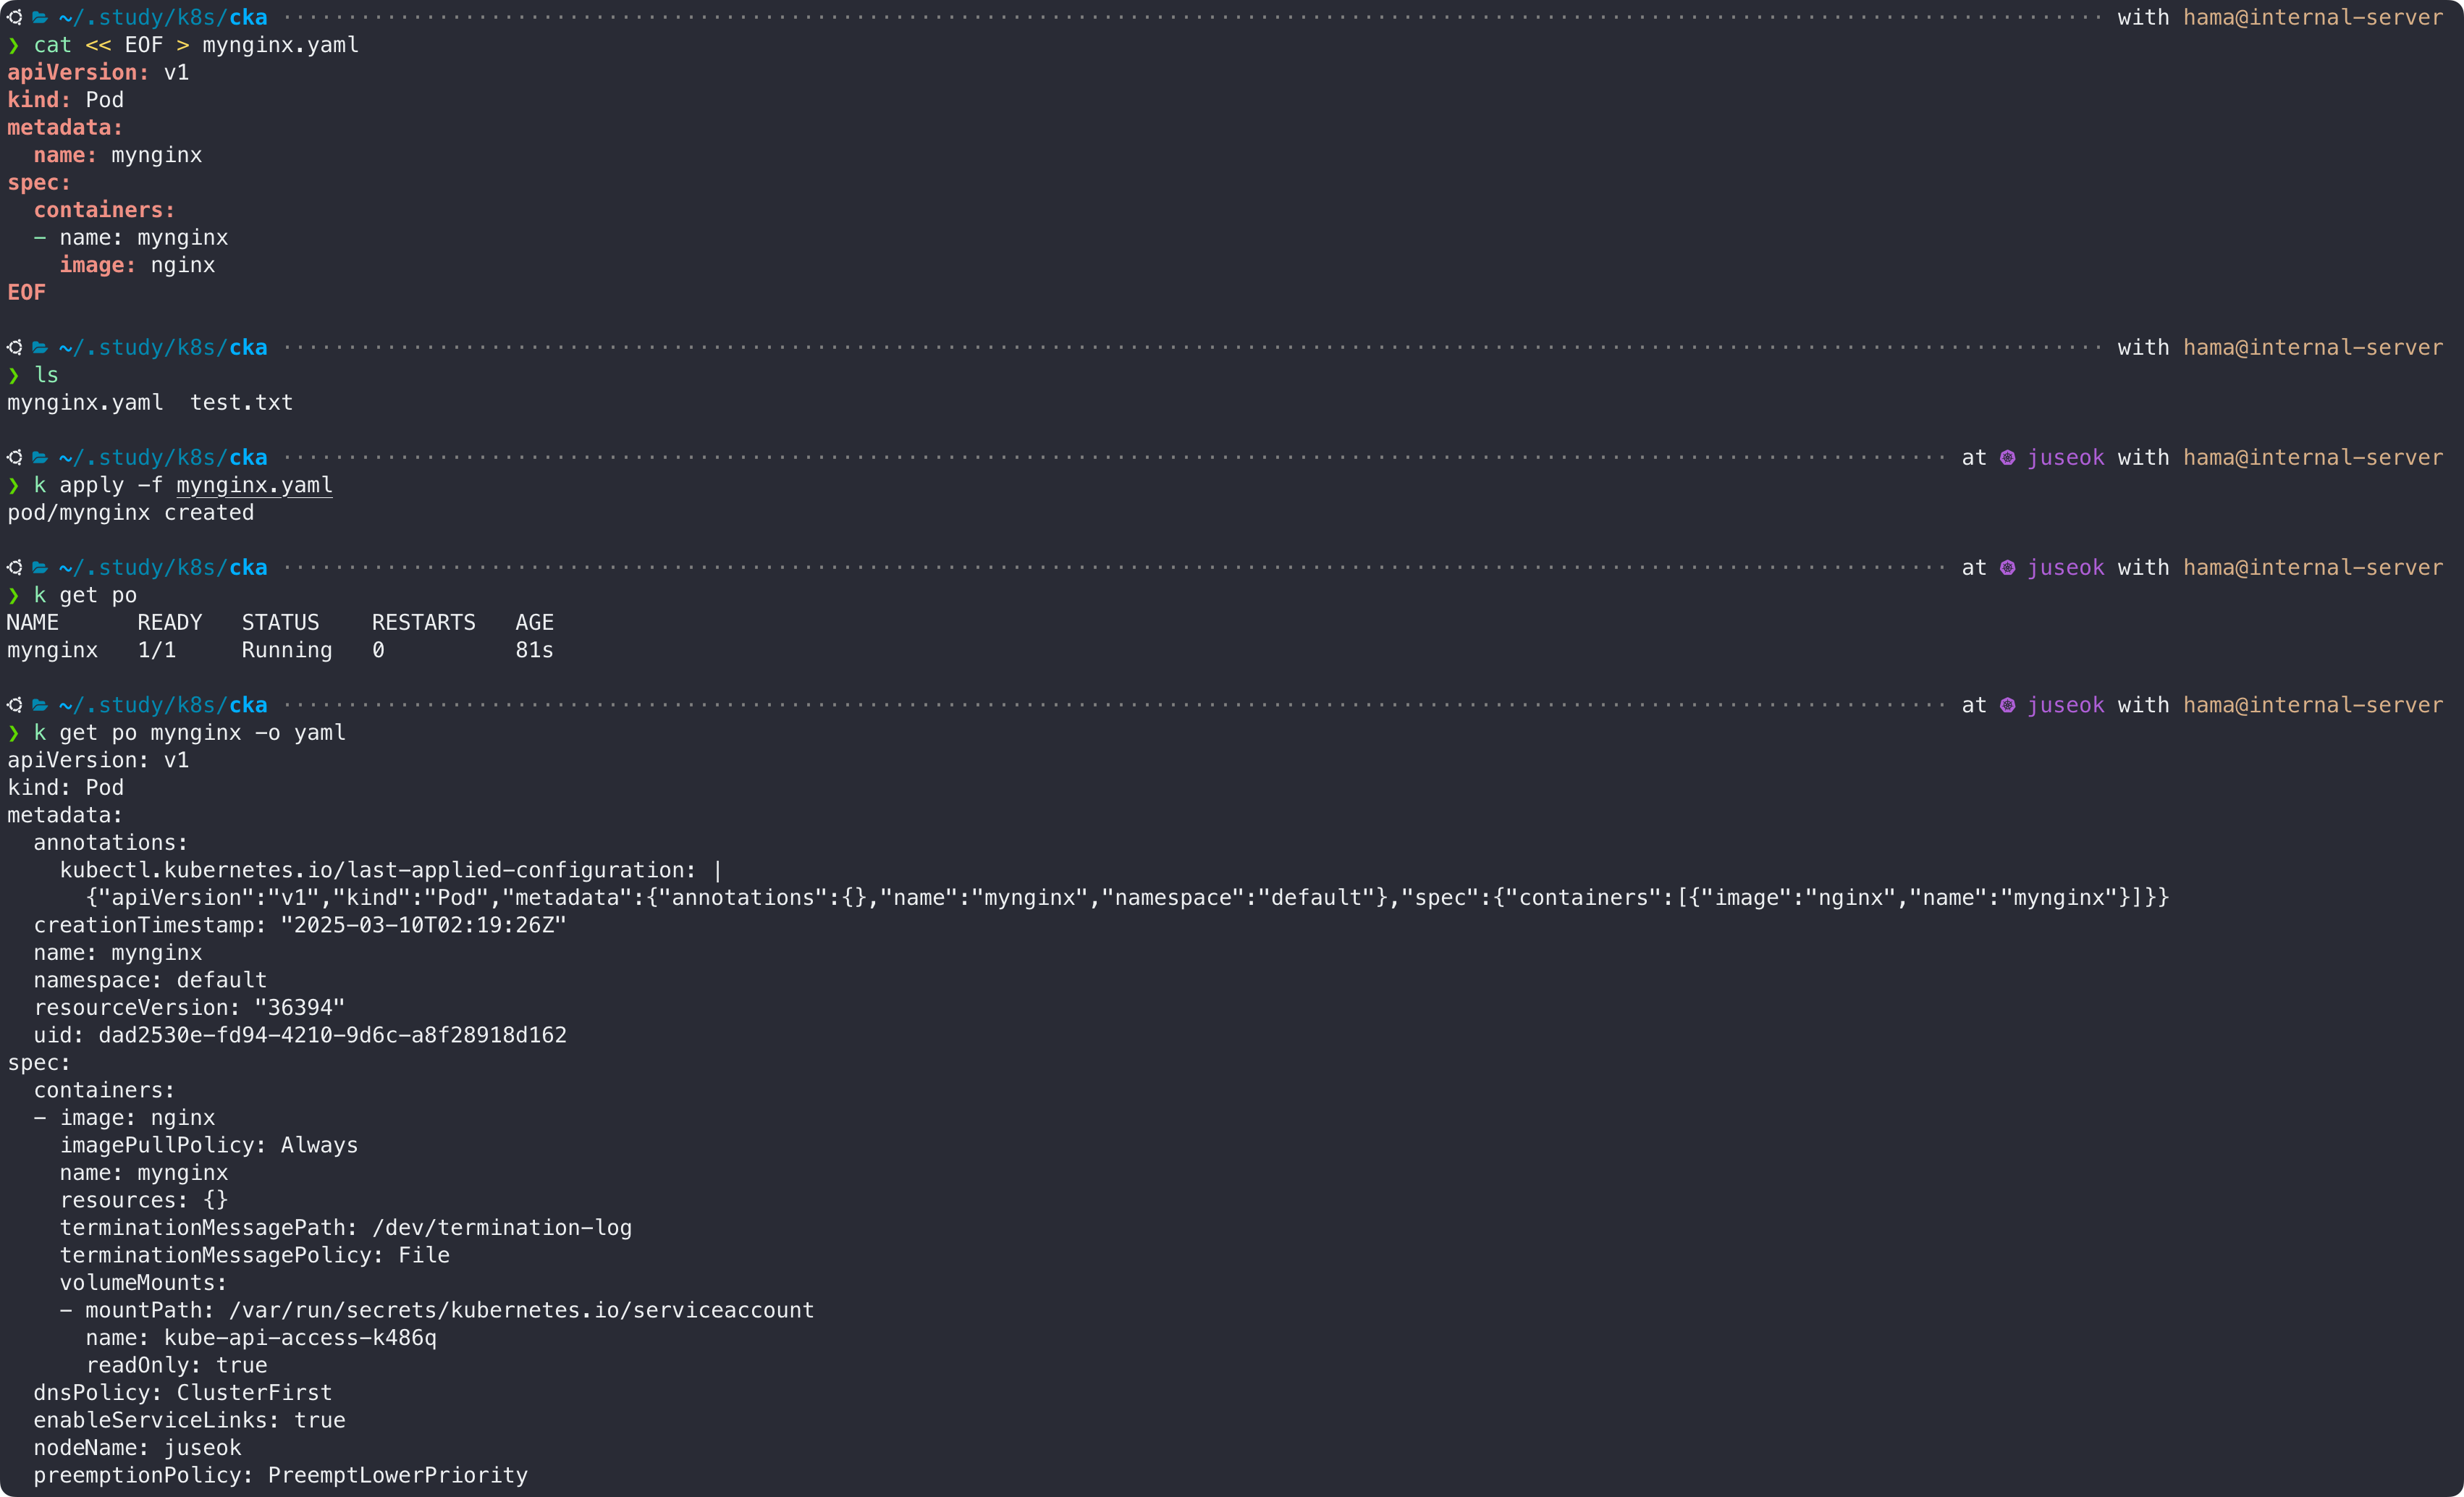 ~/.study/k8s/cka with hama@internal-server
❯ cat << EOF > mynginx.yaml
apiVersion: v1
kind: Pod
metadata:
  name: mynginx
spec:
  containers:
  - name: mynginx
    image: nginx
EOF
~/.study/k8s/cka with hama@internal-server
❯ ls
mynginx.yaml  test.txt
~/.study/k8s/cka at juseok with hama@internal-server
❯ k apply -f mynginx.yaml
pod/mynginx created
~/.study/k8s/cka at juseok with hama@internal-server
❯ k get po
NAME      READY   STATUS    RESTARTS   AGE
mynginx   1/1     Running   0          81s
~/.study/k8s/cka at juseok with hama@internal-server
❯ k get po mynginx -o yaml
apiVersion: v1
kind: Pod
metadata:
  annotations:
    kubectl.kubernetes.io/last-applied-configuration: |
      {"apiVersion":"v1","kind":"Pod","metadata":{"annotations":{},"name":"mynginx","namespace":"default"},"spec":{"containers":[{"image":"nginx","name":"mynginx"}]}}
  creationTimestamp: "2025-03-10T02:19:26Z"
  name: mynginx
  namespace: default
  resourceVersion: "36394"
  uid: dad2530e-fd94-4210-9d6c-a8f28918d162
spec:
  containers:
  - image: nginx
    imagePullPolicy: Always
    name: mynginx
    resources: {}
    terminationMessagePath: /dev/termination-log
    terminationMessagePolicy: File
    volumeMounts:
    - mountPath: /var/run/secrets/kubernetes.io/serviceaccount
      name: kube-api-access-k486q
      readOnly: true
  dnsPolicy: ClusterFirst
  enableServiceLinks: true
  nodeName: juseok
  preemptionPolicy: PreemptLowerPriority